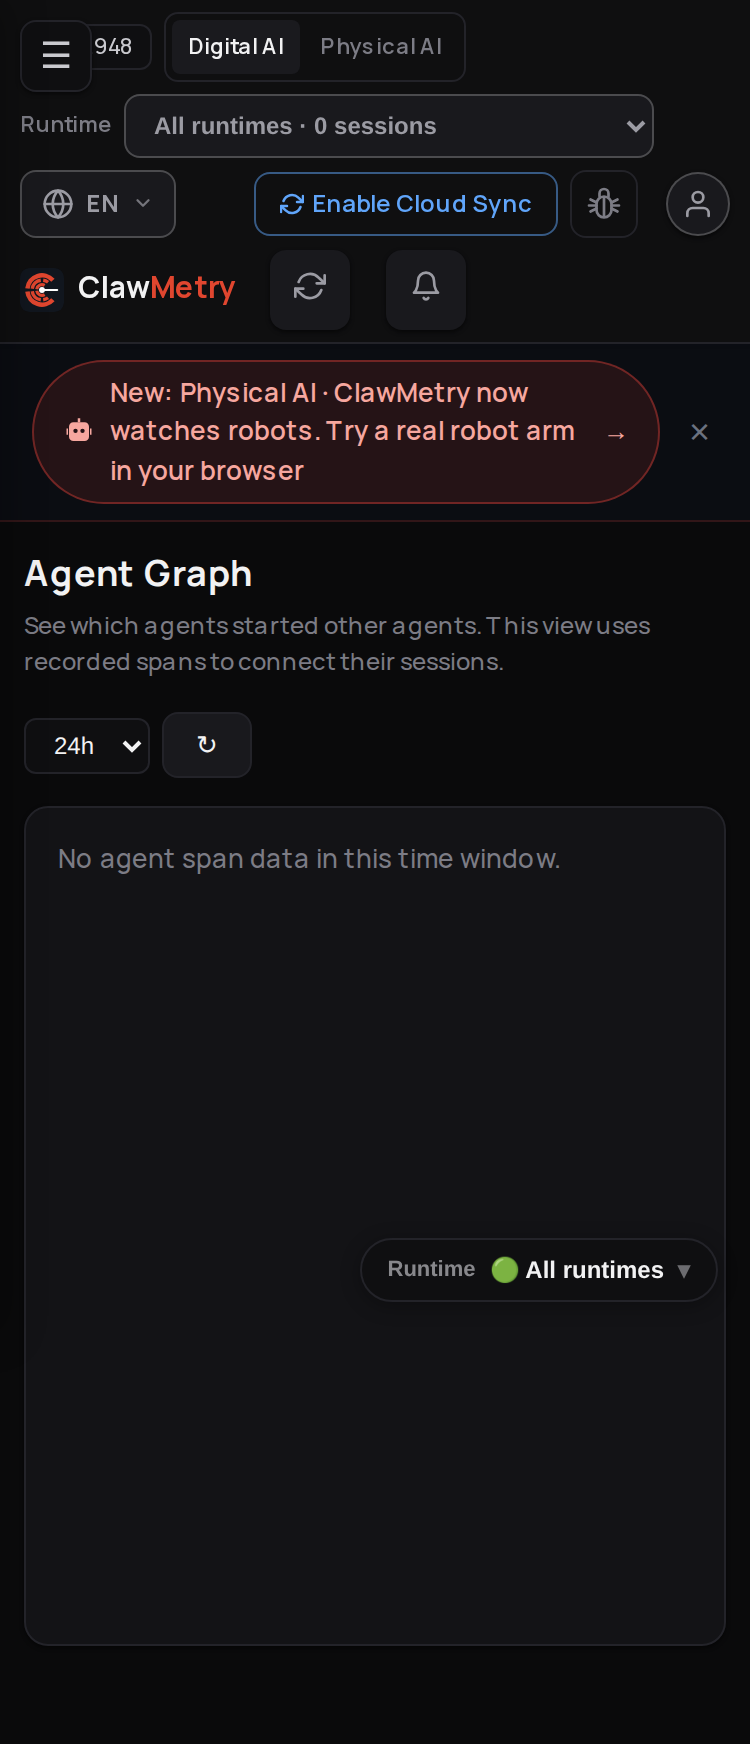 948
Digital AI
Physical AI
Runtime
All runtimes · 0 sessions
EN
Enable Cloud Sync
ClawMetry
New: Physical AI · ClawMetry now
watches robots. Try a real robot arm →
in your browser
Agent Graph
See which agents started other agents. This view uses
recorded spans to connect their sessions.
24h
No agent span data in this time window.
Runtime All runtimes